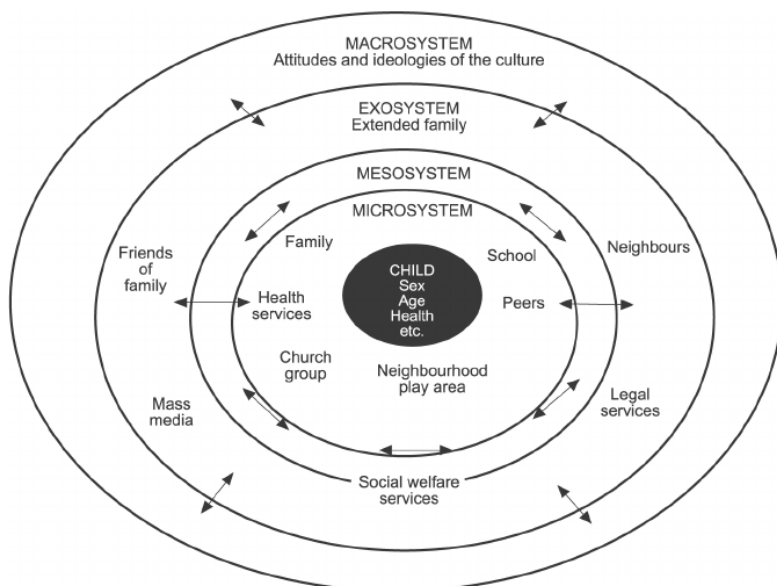 MACROSYSTEM
Attitudes and ideologies of the culture
EXOSYSTEM
Extended family
MESOSYSTEM
MICROSYSTEM
Family
School
Neighbours
Friends
of
family
CHILD
Sex
Age
Health
etc.
Health
services
Peers
Church
group
Neighbourhood
play area
Mass
media
Legal
services
Social welfare
services